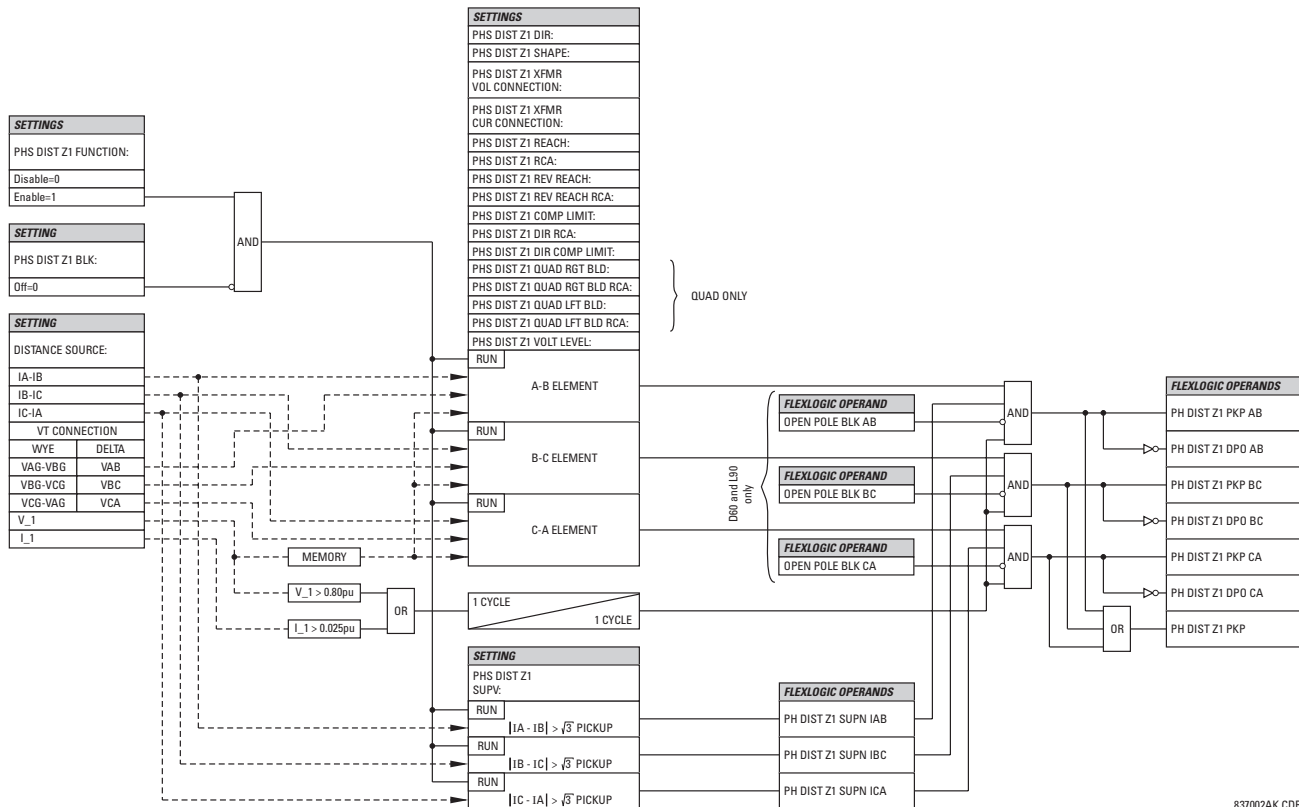 SETTINGS
PHS DIST Z1 FUNCTION:
Disable=0
Enable=1
SETTING
PHS DIST Z1 BLK:
Off=0
SETTING
DISTANCE SOURCE:
IA-IB
IB-IC
IC-IA
VT CONNECTION
WYE DELTA
VAG-VBG VAB
VBG-VCG VBC
VCG-VAG VCA
V_1
I_1
AND
MEMORY
V_1 > 0.80pu
I_1 > 0.025pu
OR
SETTINGS
PHS DIST Z1 DIR:
PHS DIST Z1 SHAPE:
PHS DIST Z1 XFMR
VOL CONNECTION:
PHS DIST Z1 XFMR
CUR CONNECTION:
PHS DIST Z1 REACH:
PHS DIST Z1 RCA:
PHS DIST Z1 REV REACH:
PHS DIST Z1 REV REACH RCA:
PHS DIST Z1 COMP LIMIT:
PHS DIST Z1 DIR RCA:
PHS DIST Z1 DIR COMP LIMIT:
PHS DIST Z1 QUAD RGT BLD:
PHS DIST Z1 QUAD RGT BLD RCA:
PHS DIST Z1 QUAD LFT BLD:
PHS DIST Z1 QUAD LFT BLD RCA:
PHS DIST Z1 VOLT LEVEL:
QUAD ONLY
RUN
A-B ELEMENT
RUN
B-C ELEMENT
RUN
C-A ELEMENT
1 CYCLE
1 CYCLE
SETTING
PHS DIST Z1
SUPV:
RUN
|IA - IB| > √3 PICKUP
RUN
|IB - IC| > √3 PICKUP
RUN
|IC - IA| > √3 PICKUP
D60 and L90
only
FLEXLOGIC OPERAND
OPEN POLE BLK AB
FLEXLOGIC OPERAND
OPEN POLE BLK BC
FLEXLOGIC OPERAND
OPEN POLE BLK CA
FLEXLOGIC OPERANDS
PH DIST Z1 SUPN IAB
PH DIST Z1 SUPN IBC
PH DIST Z1 SUPN ICA
AND
AND
AND
OR
FLEXLOGIC OPERANDS
PH DIST Z1 PKP AB
PH DIST Z1 DPO AB
PH DIST Z1 PKP BC
PH DIST Z1 DPO BC
PH DIST Z1 PKP CA
PH DIST Z1 DPO CA
PH DIST Z1 PKP